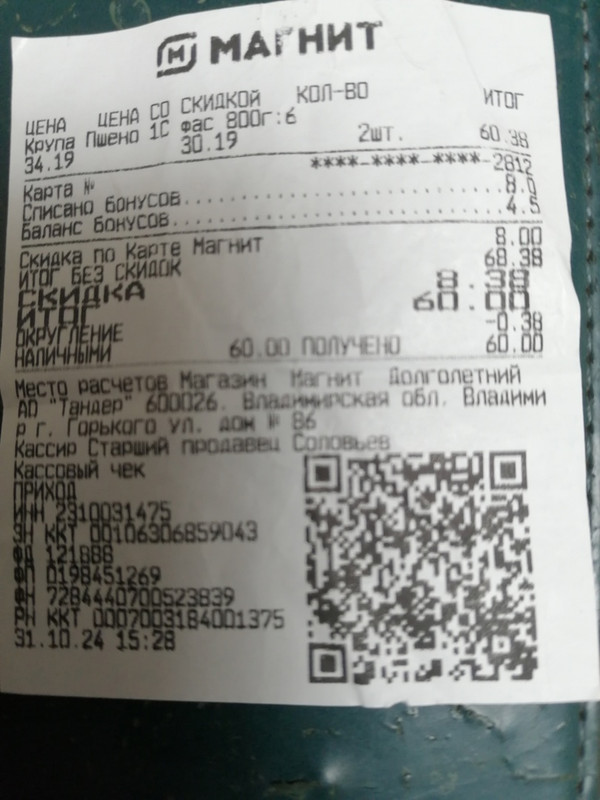 МАГНИТ
ЦЕНА ЦЕНА СО СКИДКОЙ КОЛ-ВО ИТОГ
Крупа Пшено 1С фас 800г:6
34.19 30.19 2шт. 60.38
Карта № ****-****-****-2812
Списано бонусов..................8.0
Баланс бонусов...................4.5
Скидка по Карте Магнит 8.00
ИТОГ БЕЗ СКИДОК 68.38
СКИДКА 8.38
ИТОГ 60.00
ОКРУГЛЕНИЕ -0.38
НАЛИЧНЫМИ 60.00 ПОЛУЧЕНО 60.00
Место расчетов Магазин Магнит Долголетний
АО "Тандер" 600026. Владимирская обл. Владими
р г. Горького ул. дом № 86
Кассир Старший продавец Соловьев
Кассовый чек
ПРИХОД
ИНН 2310031475
ЗН ККТ 00106306859043
ФД 121888
ФП 0198451269
ФН 7284440700523839
РН ККТ 0007003184001375
31.10.24 15:28